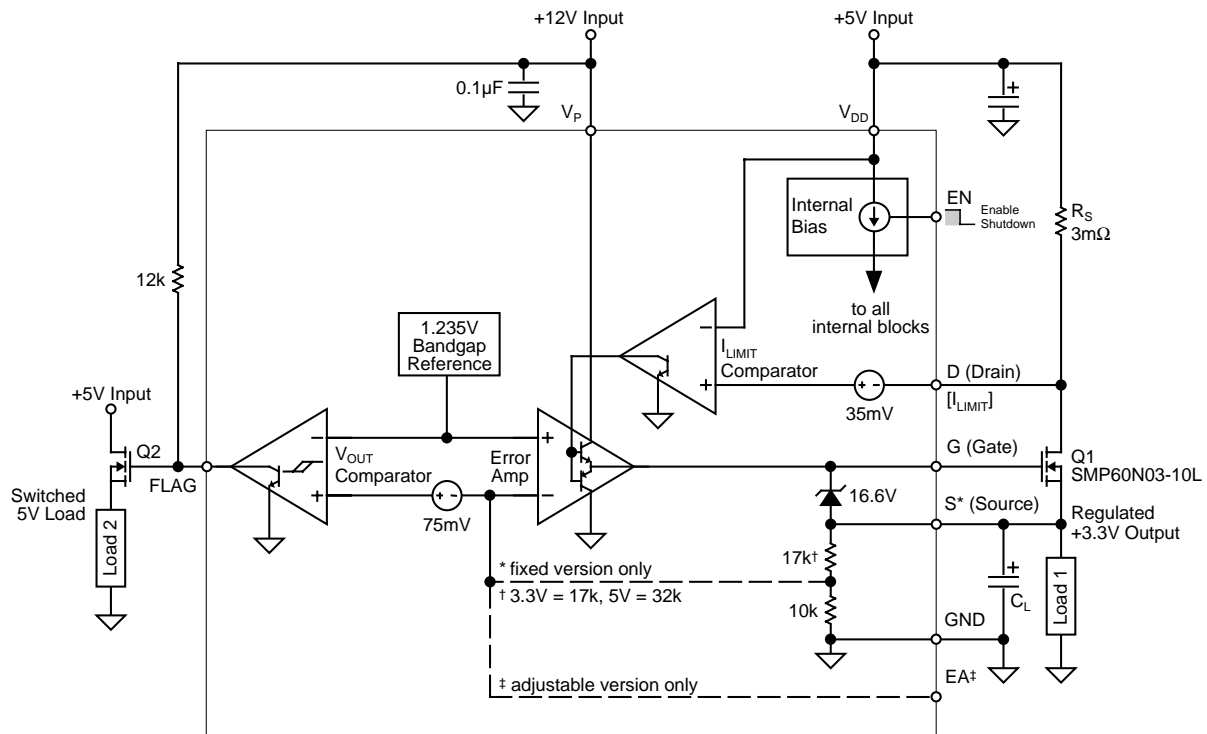 +12V Input
+5V Input
0.1µF
V_P
V_DD
Internal
Bias
EN
Enable
Shutdown
R_S
3mΩ
12k
to all
internal blocks
1.235V
Bandgap
Reference
I_LIMIT
Comparator
35mV
D (Drain)
[I_LIMIT]
+5V Input
Q2
FLAG
V_OUT
Comparator
Error
Amp
G (Gate)
Q1
SMP60N03-10L
Switched
5V Load
Load 2
75mV
16.6V
S* (Source)
Regulated
+3.3V Output
17k†
* fixed version only
† 3.3V = 17k, 5V = 32k
10k
C_L
Load 1
GND
EA‡
‡ adjustable version only